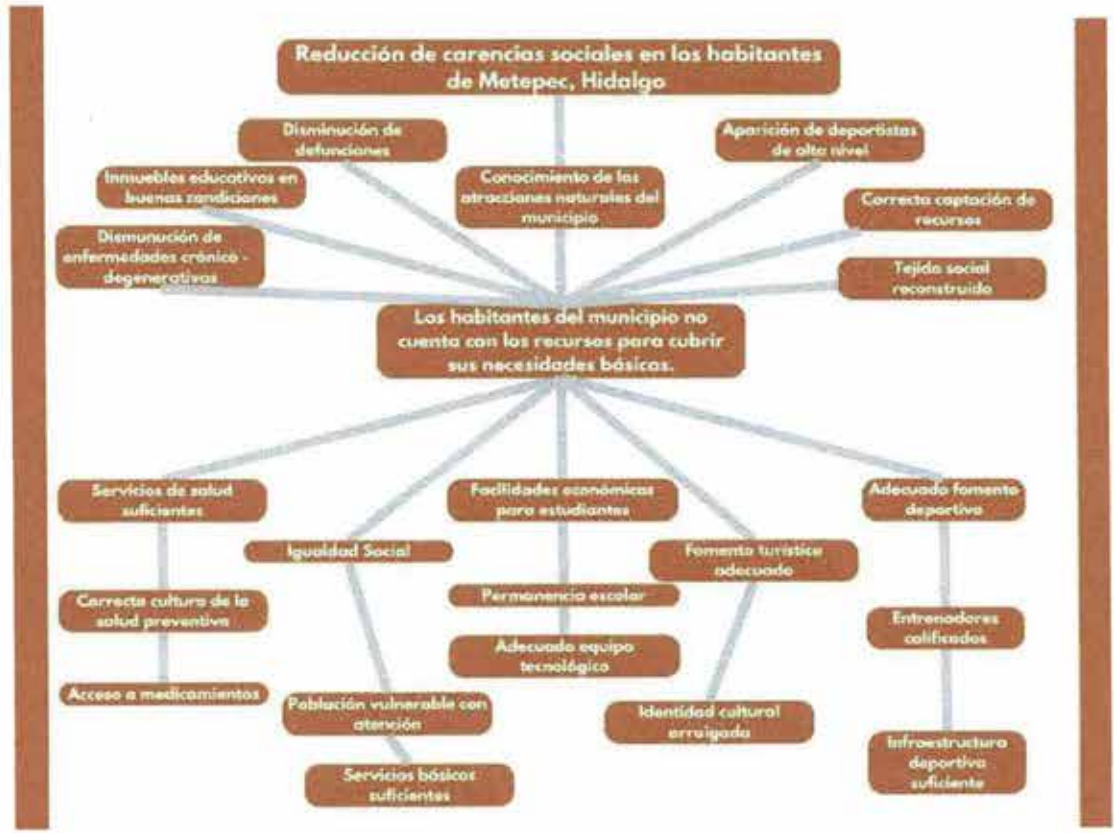 Reducción de carencias sociales en los habitantes
de Metepec, Hidalgo
Disminución de
defunciones
Aparición de deportistas
de alto nivel
Inmuebles educativos en
buenas condiciones
Conocimiento de las
atracciones naturales del
municipio
Correcta captación de
recursos
Dismunución de
enfermedades crónico -
degenerativas
Tejido social
reconstruido
Los habitantes del municipio no
cuenta con los recursos para cubrir
sus necesidades básicas.
Servicios de salud
suficientes
Facilidades económicas
para estudiantes
Adecuado fomento
deportivo
Igualdad Social
Fomento turístico
adecuado
Correcta cultura de la
salud preventiva
Permanencia escolar
Entrenadores
calificados
Adecuado equipo
tecnológico
Acceso a medicamientos
Población vulnerable con
atención
Identidad cultural
arraigada
Infraestructura
deportiva
suficiente
Servicios básicos
suficientes